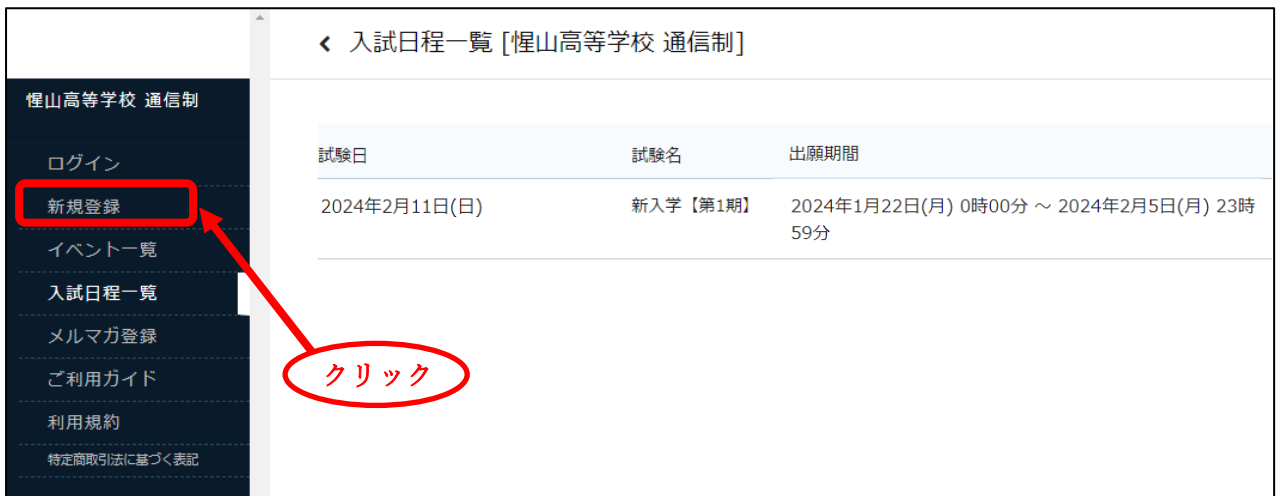 惺山高等学校 通信制
ログイン
新規登録
イベント一覧
入試日程一覧
メルマガ登録
ご利用ガイド
利用規約
特定商取引法に基づく表記
入試日程一覧 [惺山高等学校 通信制]
試験日 試験名 出願期間
2024年2月11日(日) 新入学【第1期】 2024年1月22日(月) 0時00分 ～ 2024年2月5日(月) 23時
59分
クリック